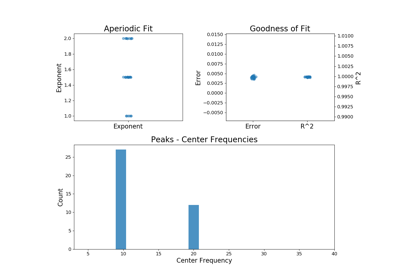 Aperiodic Fit
Exponent
2.0
1.8
1.6
1.4
1.2
1.0
Exponent
Goodness of Fit
Error
0.0150
0.0125
0.0100
0.0075
0.0050
0.0025
0.0000
−0.0025
−0.0050
Error
R^2
1.0100
1.0075
1.0050
1.0025
1.0000
0.9975
0.9950
0.9925
0.9900
R^2
Peaks - Center Frequencies
Count
25
20
15
10
5
0
5 10 15 20 25 30 35 40
Center Frequency